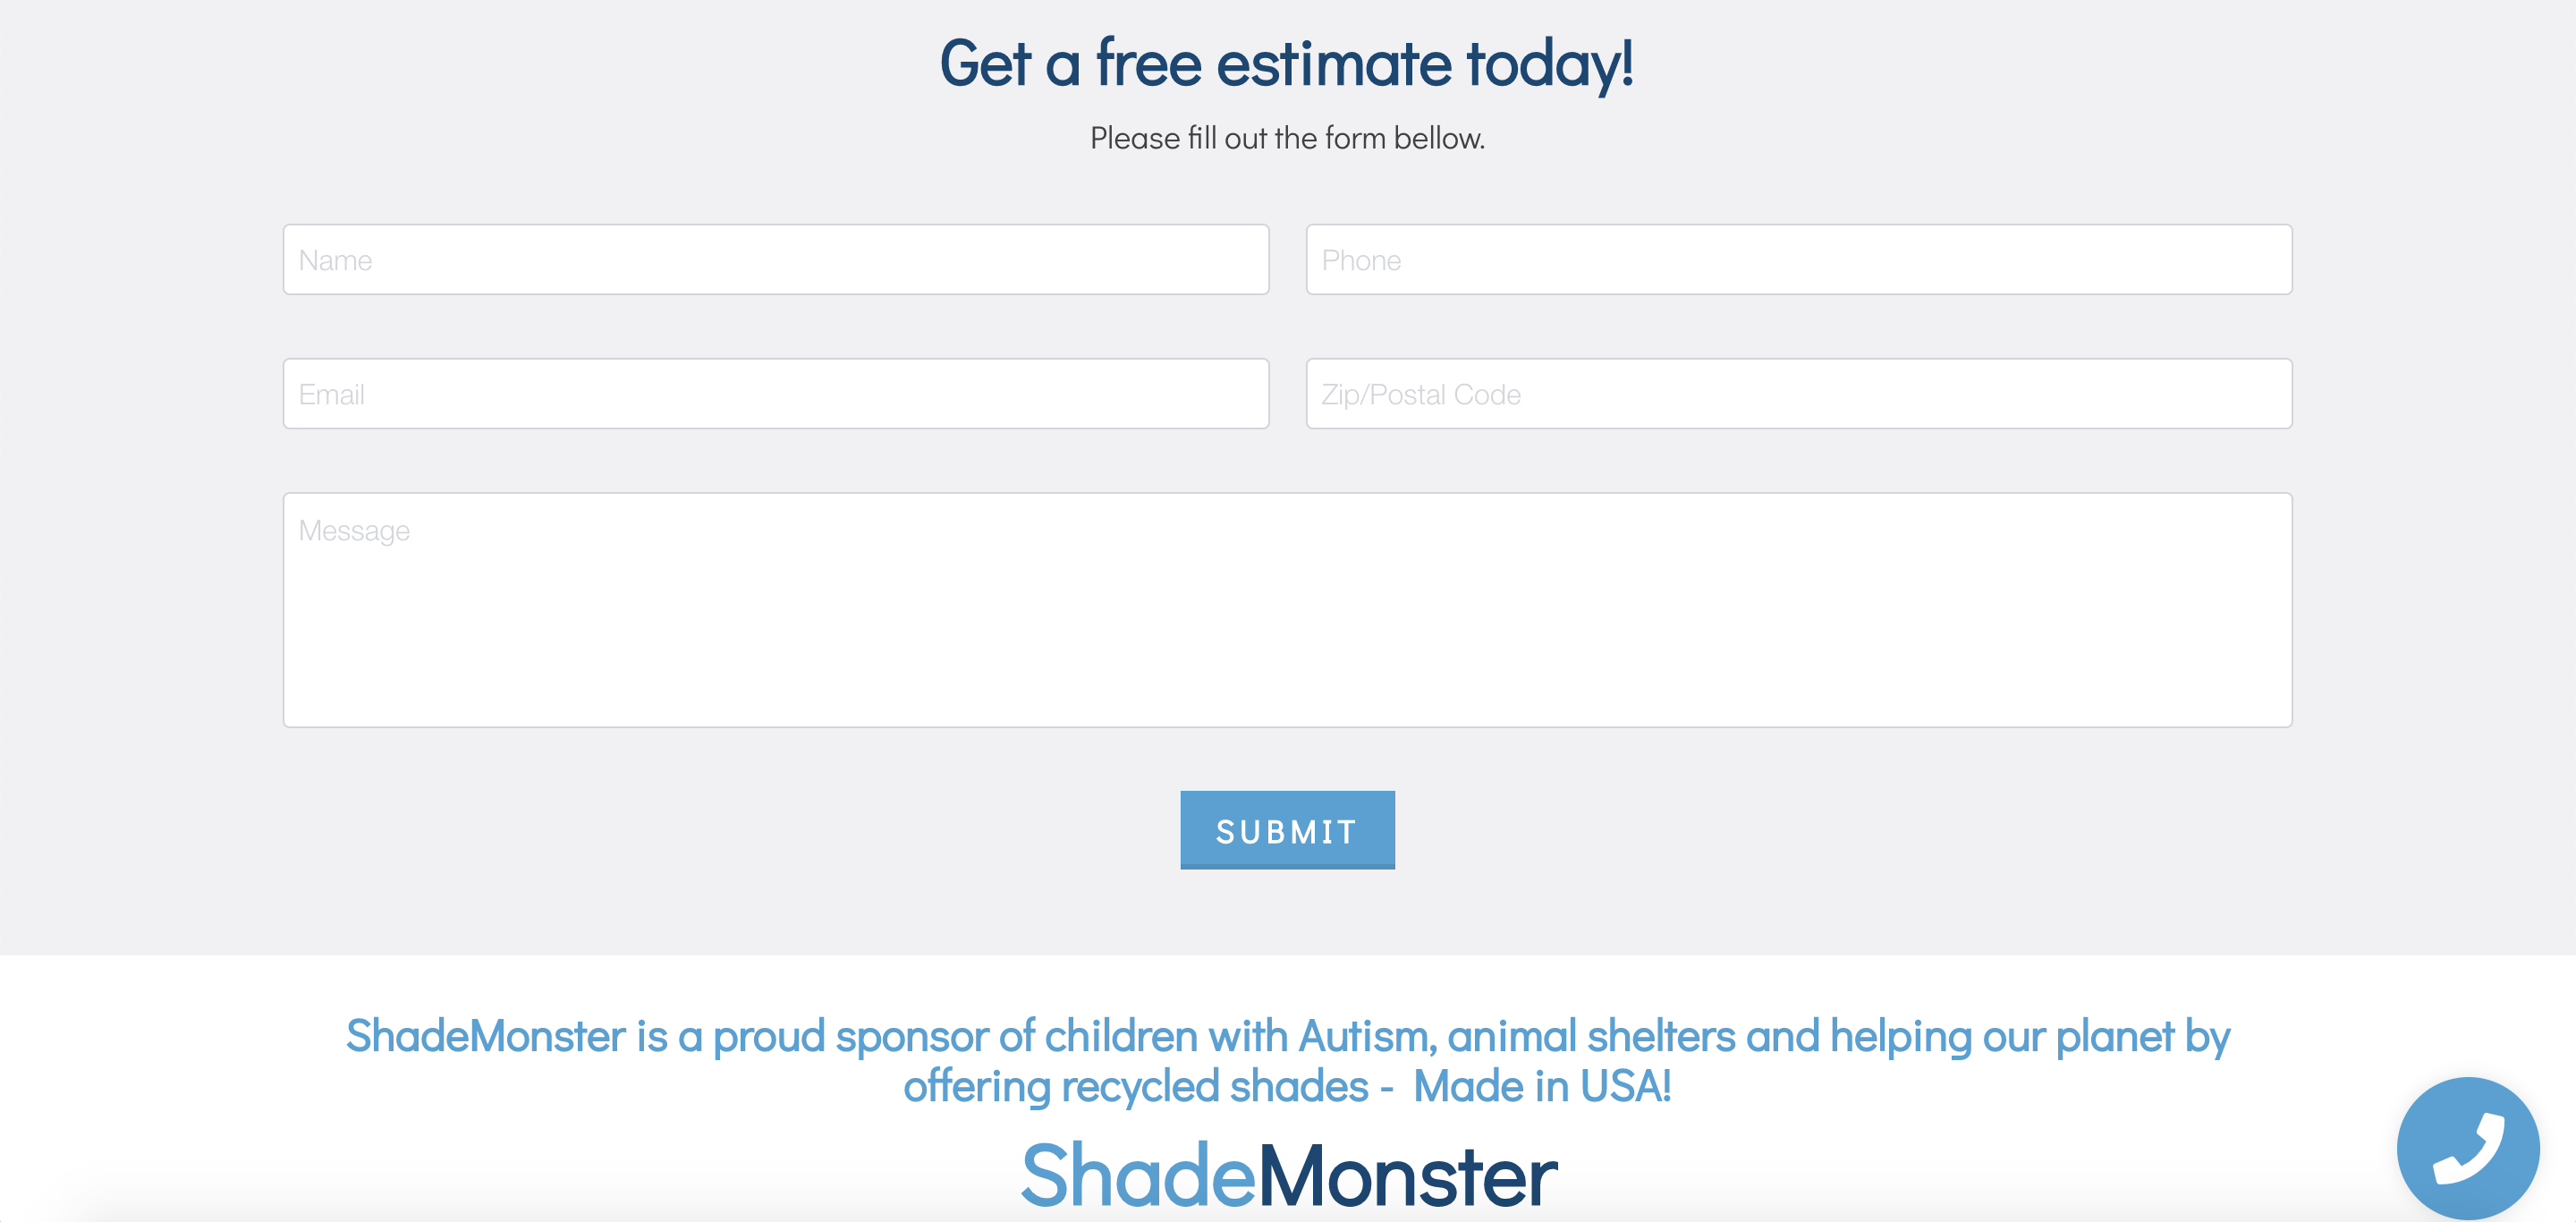 Get a free estimate today!
Please fill out the form bellow.
Name
Phone
Email
Zip/Postal Code
Message
SUBMIT
ShadeMonster is a proud sponsor of children with Autism, animal shelters and helping our planet by
offering recycled shades -  Made in USA!
ShadeMonster